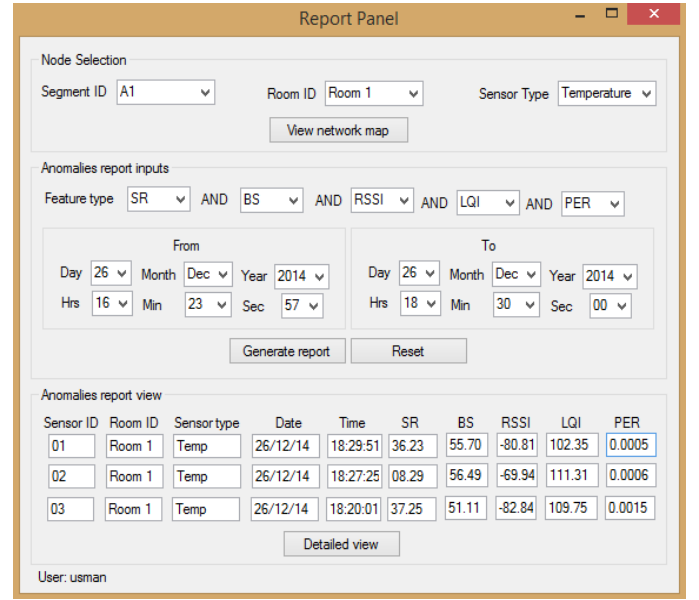 Report Panel
Node Selection
Segment ID A1 Room ID Room 1 Sensor Type Temperature
View network map
Anomalies report inputs
Feature type SR AND BS AND RSSI AND LQI AND PER
From To
Day 26 Month Dec Year 2014 Day 26 Month Dec Year 2014
Hrs 16 Min 23 Sec 57 Hrs 18 Min 30 Sec 00
Generate report Reset
Anomalies report view
Sensor ID Room ID Sensor type Date Time SR BS RSSI LQI PER
01 Room 1 Temp 26/12/14 18:29:51 36.23 55.70 -80.81 102.35 0.0005
02 Room 1 Temp 26/12/14 18:27:25 08.29 56.49 -69.94 111.31 0.0006
03 Room 1 Temp 26/12/14 18:20:01 37.25 51.11 -82.84 109.75 0.0015
Detailed view
User: usman